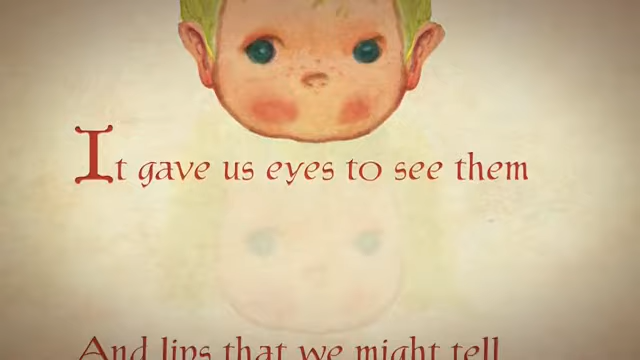 It gave us eyes to see them
And lips that we might tell